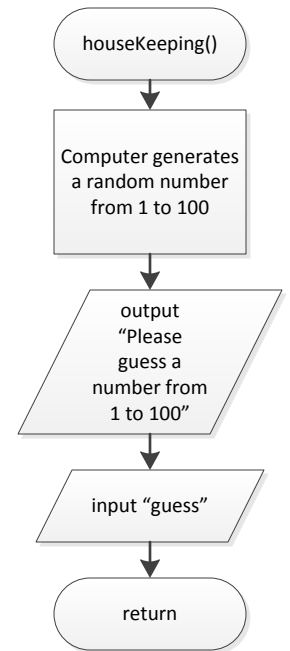 houseKeeping()
Computer generates
a random number
from 1 to 100
output
“Please
guess a
number from
1 to 100”
input “guess”
return